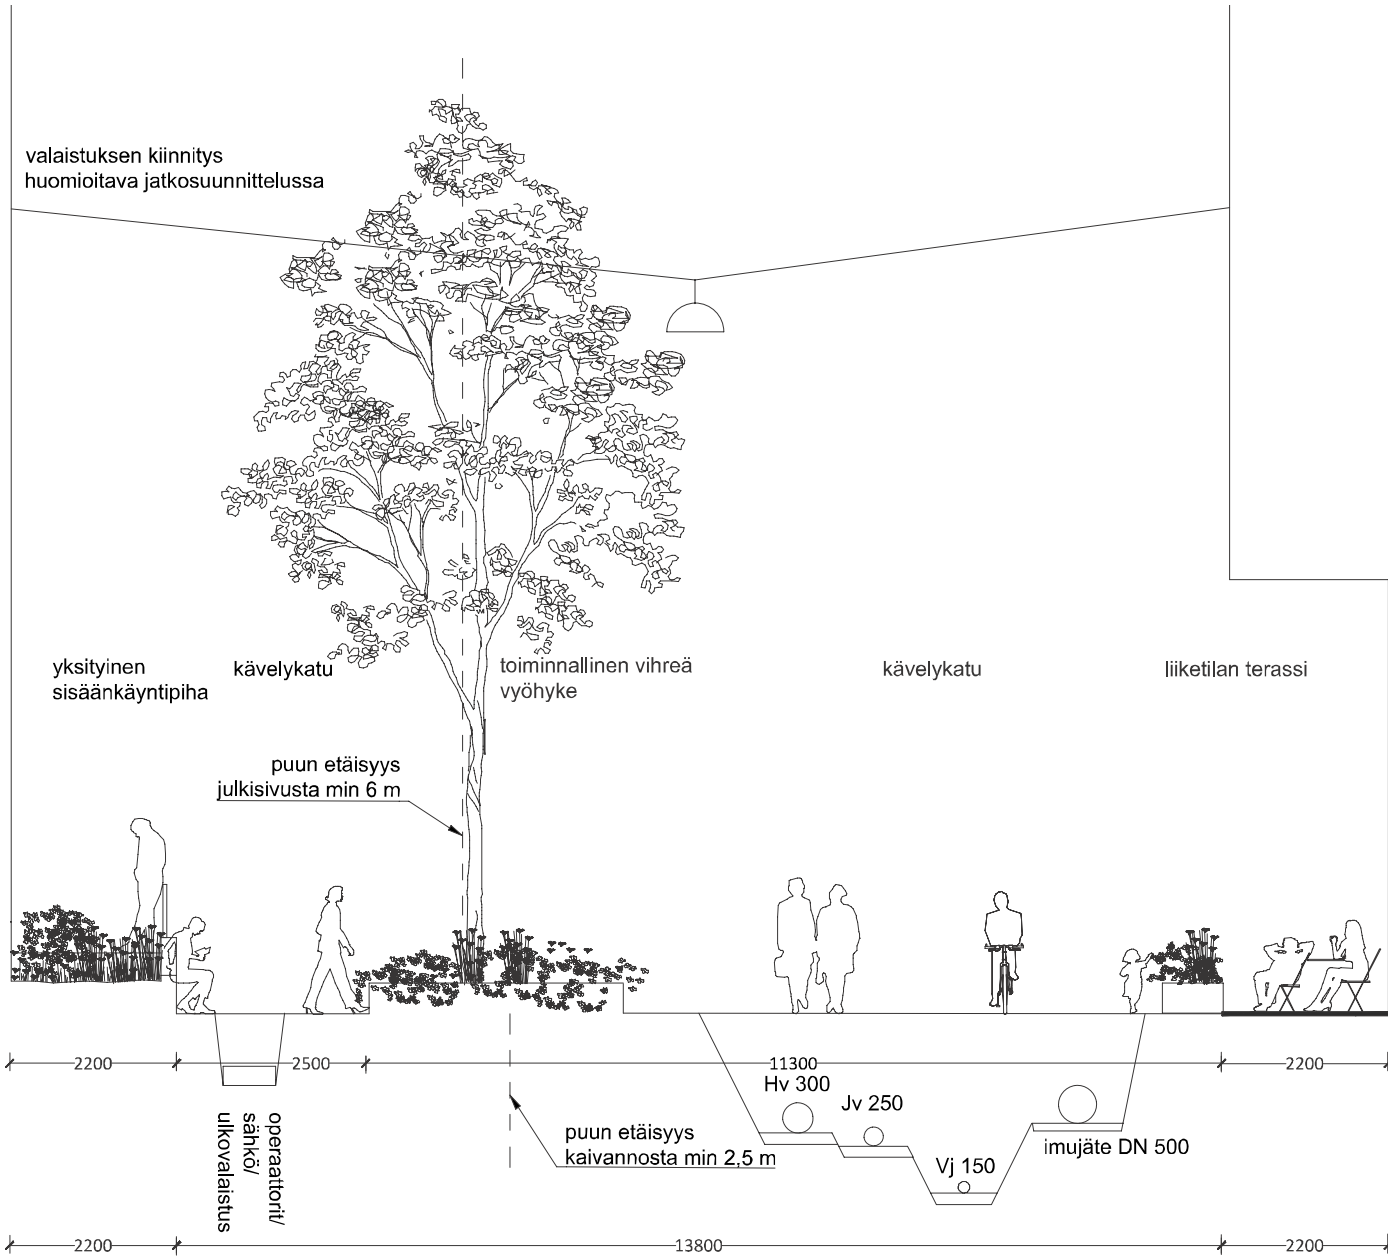 valaistuksen kiinnitys
huomioitava jatkosuunnittelussa
yksityinen
sisäänkäyntipiha
kävelykatu
toiminnallinen vihreä
vyöhyke
kävelykatu
liiketilan terassi
puun etäisyys
julkisivusta min 6 m
2200
2500
11300
2200
Hv 300
Jv 250
Vj 150
imujäte DN 500
operaattorit/
sähkö/
ulkovalaistus
puun etäisyys
kaivannosta min 2,5 m
2200
13800
2200